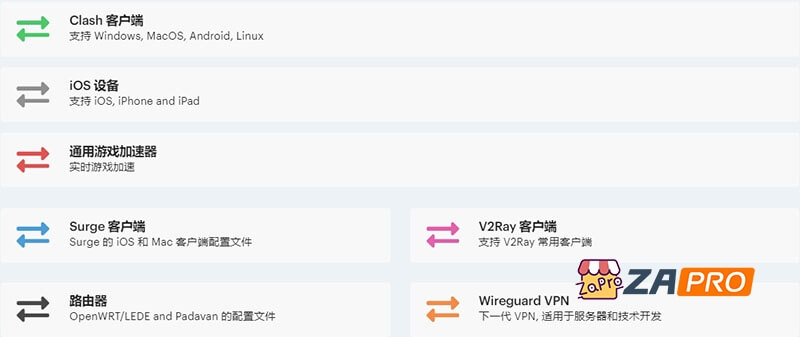 Clash 客户端
支持 Windows, MacOS, Android, Linux
iOS 设备
支持 iOS, iPhone and iPad
通用游戏加速器
实时游戏加速
Surge 客户端
Surge 的 iOS 和 Mac 客户端配置文件
V2Ray 客户端
支持 V2Ray 常用客户端
路由器
OpenWRT/LEDE and Padavan 的配置文件
Wireguard VPN
下一代 VPN, 适用于服务器和技术开发
ZaPro
ZAPRO